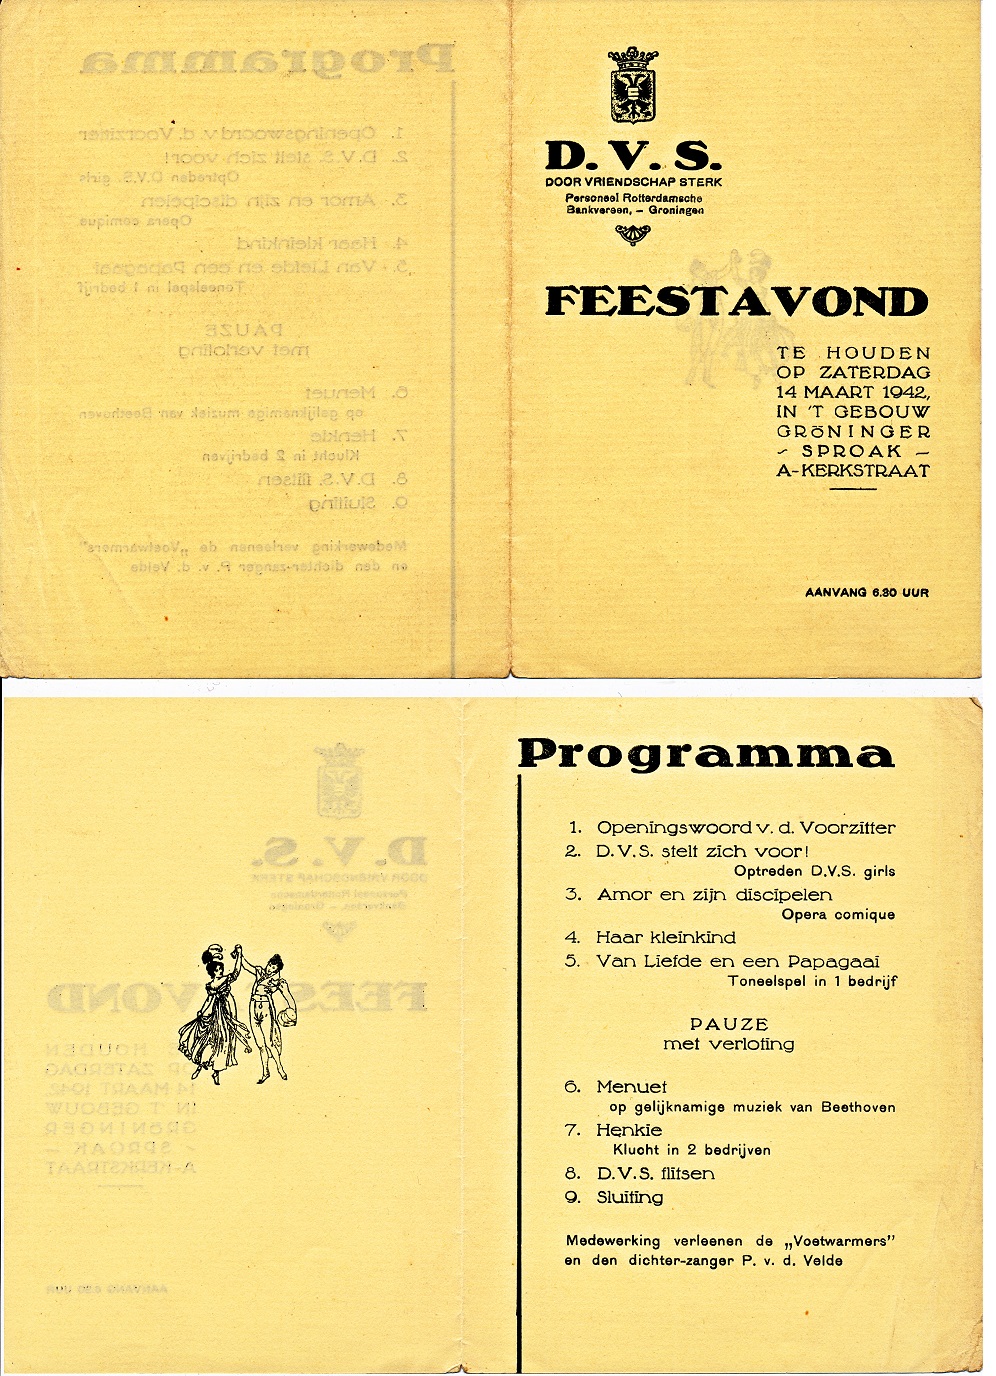 D. V. S.
DOOR VRIENDSCHAP STERK
Personeel Rotterdamsche
Bankvereen, – Groningen
FEESTAVOND
TE HOUDEN
OP ZATERDAG
14 MAART 1942,
IN 'T GEBOUW
GRÖNINGER
– SPROAK –
A-KERKSTRAAT
AANVANG 6.30 UUR
Programma
1. Openingswoord v. d. Voorzitter
2. D.V.S. stelt zich voor!
Optreden D.V.S. girls
3. Amor en zijn discipelen
Opera comique
4. Haar kleinkind
5. Van Liefde en een Papagaai
Toneelspel in 1 bedrijf
PAUZE
met verloting
6. Menuet
op gelijknamige muziek van Beethoven
7. Henkie
Klucht in 2 bedrijven
8. D.V.S. flitsen
9. Sluiting
Medewerking verleenen de „Voetwarmers”
en den dichter-zanger P. v. d. Velde